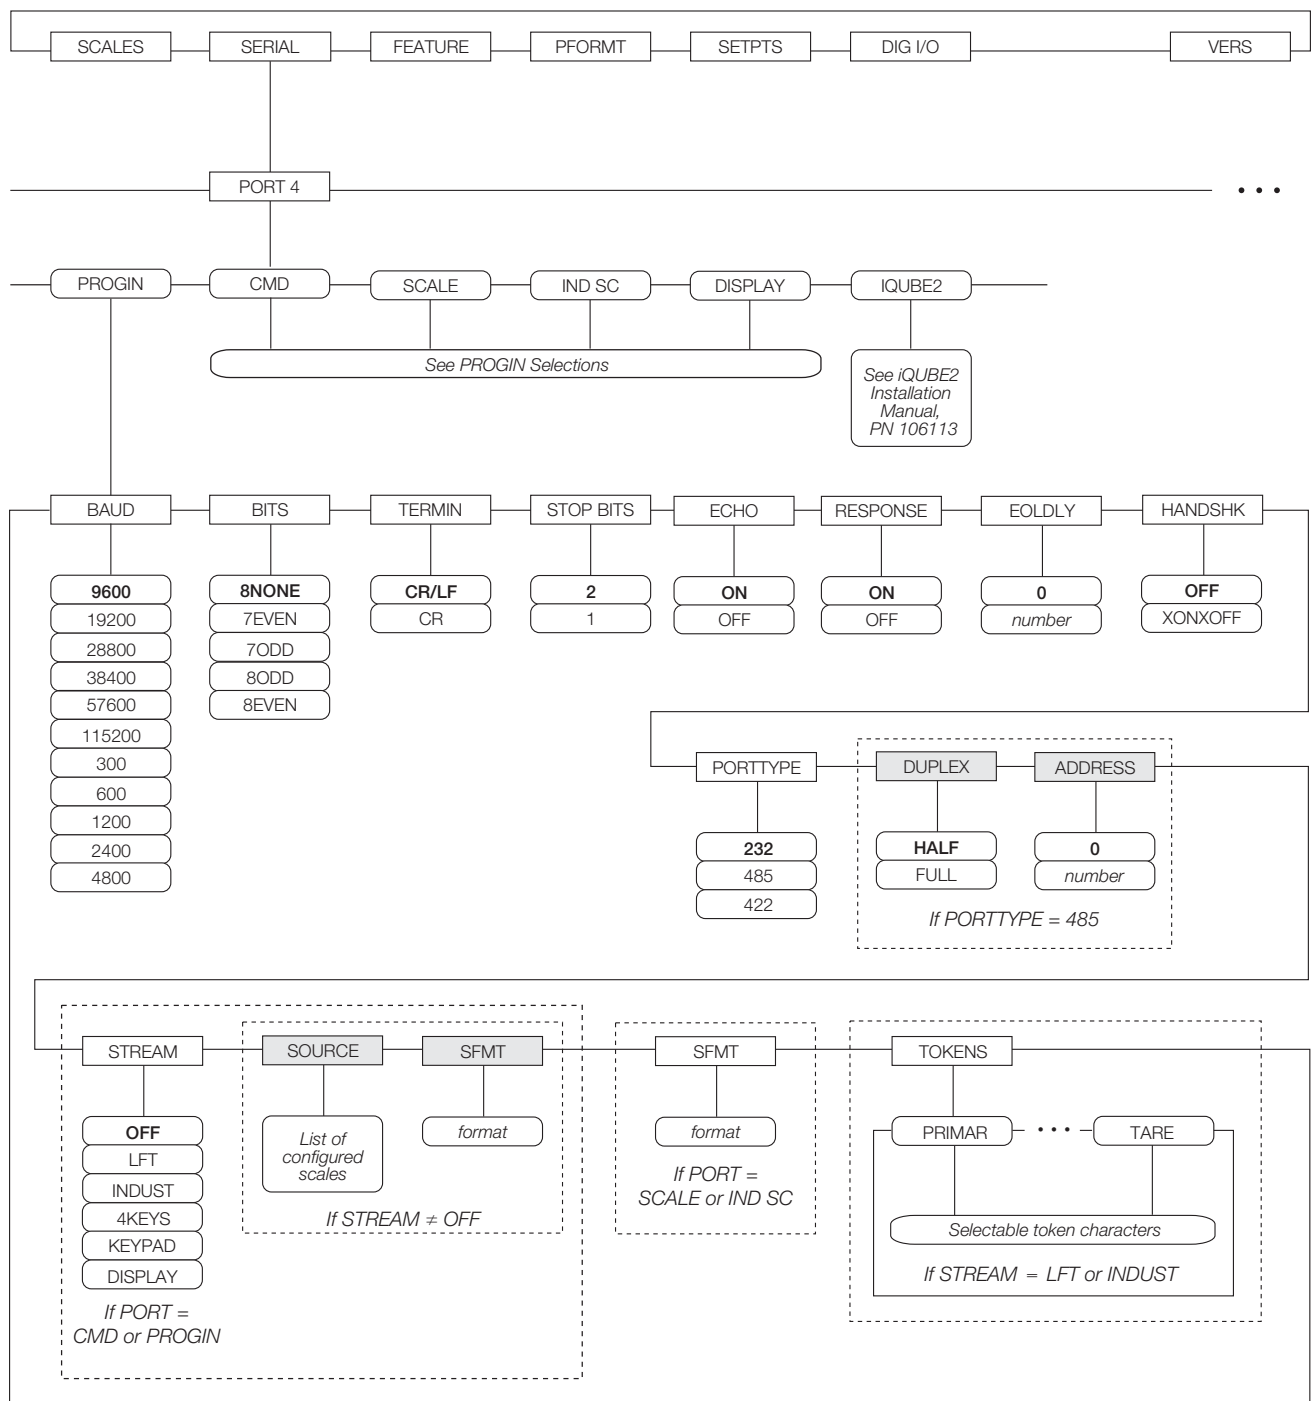 SCALES
SERIAL
FEATURE
PFORMT
SETPTS
DIG I/O
VERS
PORT 4
• • •
PROGIN
CMD
SCALE
IND SC
DISPLAY
IQUBE2
See PROGIN Selections
See iQUBE2
Installation
Manual,
PN 106113
BAUD
BITS
TERMIN
STOP BITS
ECHO
RESPONSE
EOLDLY
HANDSHK
9600
19200
28800
38400
57600
115200
300
600
1200
2400
4800
8NONE
7EVEN
7ODD
8ODD
8EVEN
CR/LF
CR
2
1
ON
OFF
ON
OFF
0
number
OFF
XONXOFF
PORTTYPE
DUPLEX
ADDRESS
232
485
422
HALF
FULL
0
number
If PORTTYPE = 485
STREAM
SOURCE
SFMT
SFMT
TOKENS
OFF
LFT
INDUST
4KEYS
KEYPAD
DISPLAY
If PORT =
CMD or PROGIN
List of
configured
scales
format
If STREAM ≠ OFF
format
If PORT =
SCALE or IND SC
PRIMAR
• • •
TARE
Selectable token characters
If STREAM = LFT or INDUST